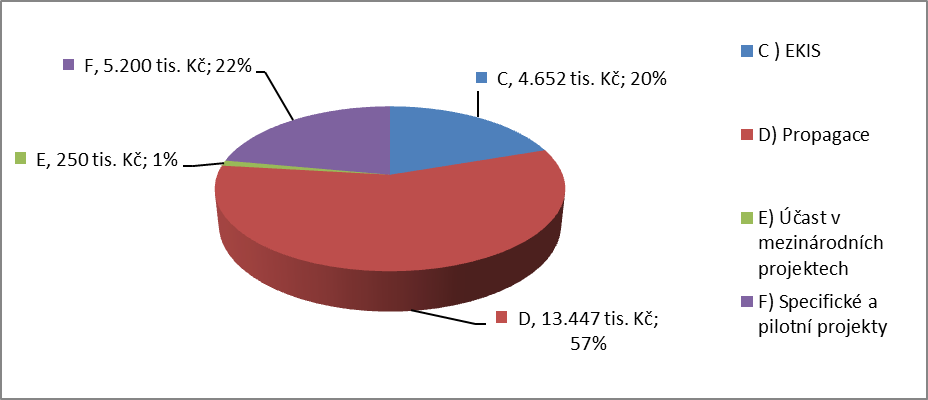 F, 5.200 tis. Kč; 22%
C, 4.652 tis. Kč; 20%
E, 250 tis. Kč; 1%
D, 13.447 tis. Kč;
57%
C ) EKIS
D) Propagace
E) Účast v
mezinárodních
projektech
F) Specifické a
pilotní projekty